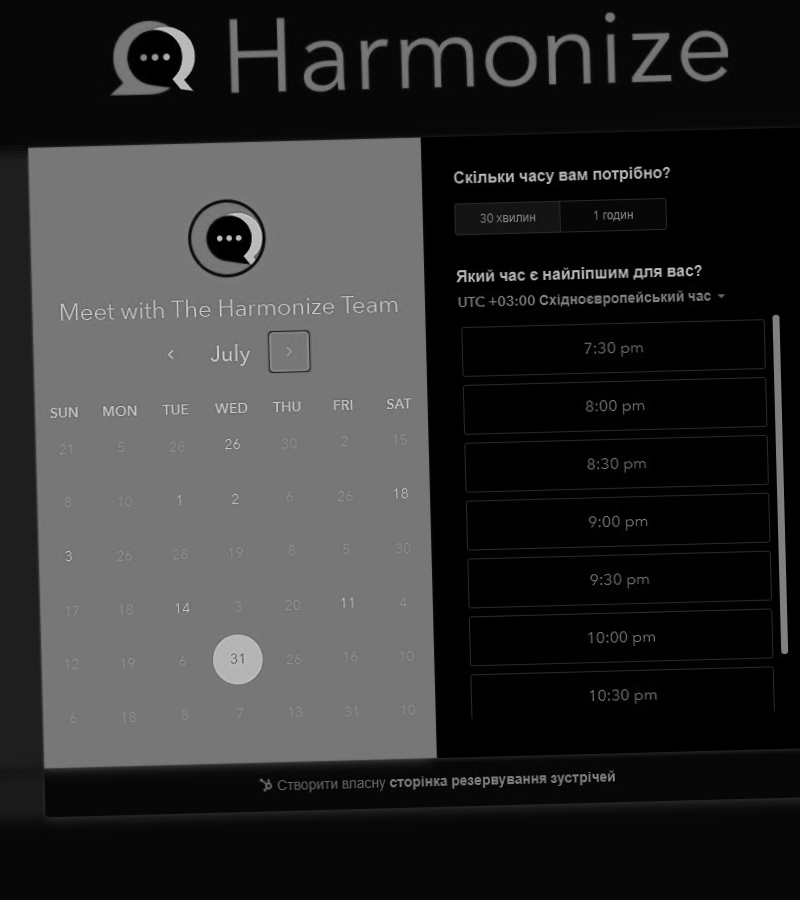 Harmonize
Meet with The Harmonize Team
July
SUN MON TUE WED THU FRI SAT
21 5 28 26 30 2 15
8 10 1 2 6 26 18
3 26 28 19 8 5 30
17 18 14 3 20 11 4
12 19 6 31 26 16 10
6 18 8 7 13 31 10
Скільки часу вам потрібно?
30 хвилин 1 годин
Який час є найліпшим для вас?
UTC +03:00 Східноєвропейський час
7:30 pm
8:00 pm
8:30 pm
9:00 pm
9:30 pm
10:00 pm
10:30 pm
Створити власну сторінка резервування зустрічей